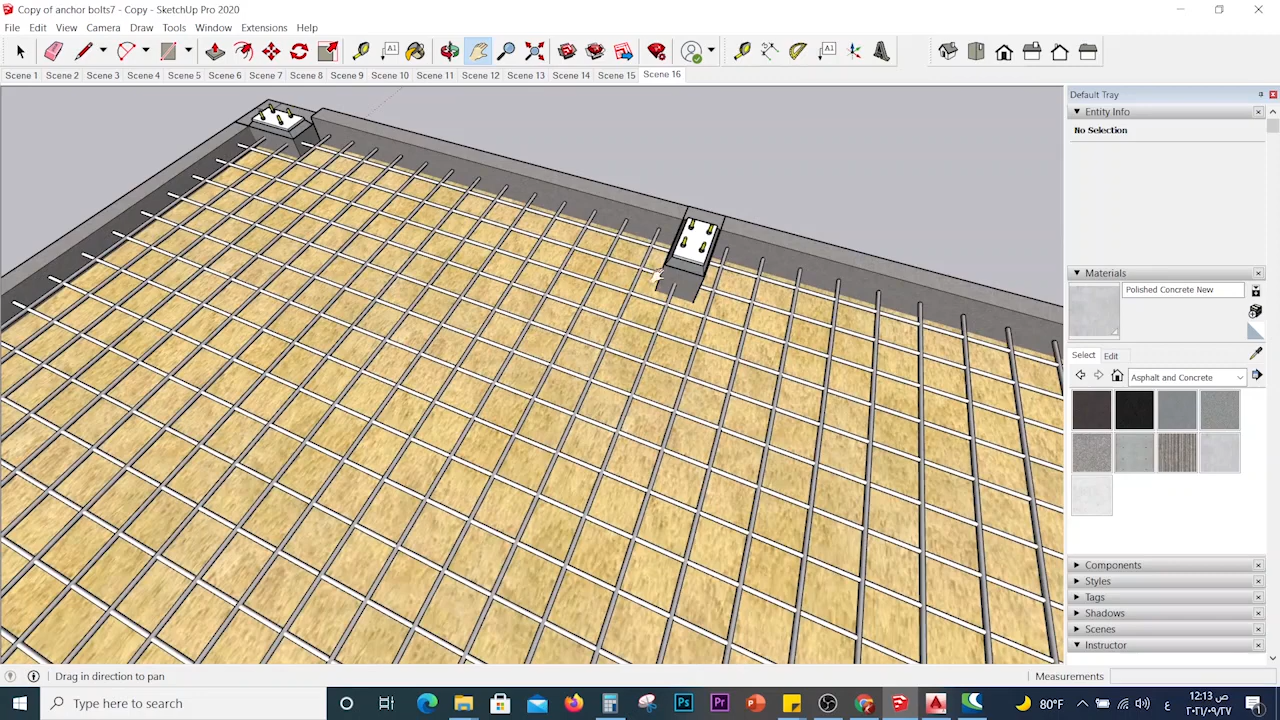 Copy of anchor bolts7 - Copy - SketchUp Pro 2020
File Edit View Camera Draw Tools Window Extensions Help
Scene 1 Scene 2 Scene 3 Scene 4 Scene 5 Scene 6 Scene 7 Scene 8 Scene 9 Scene 10 Scene 11 Scene 12 Scene 13 Scene 14 Scene 15 Scene 16
Default Tray
Entity Info
No Selection
Materials
Polished Concrete New
Select Edit
Asphalt and Concrete
Components
Styles
Tags
Shadows
Scenes
Instructor
Drag in direction to pan
Measurements
Type here to search
80°F
12:13 ص